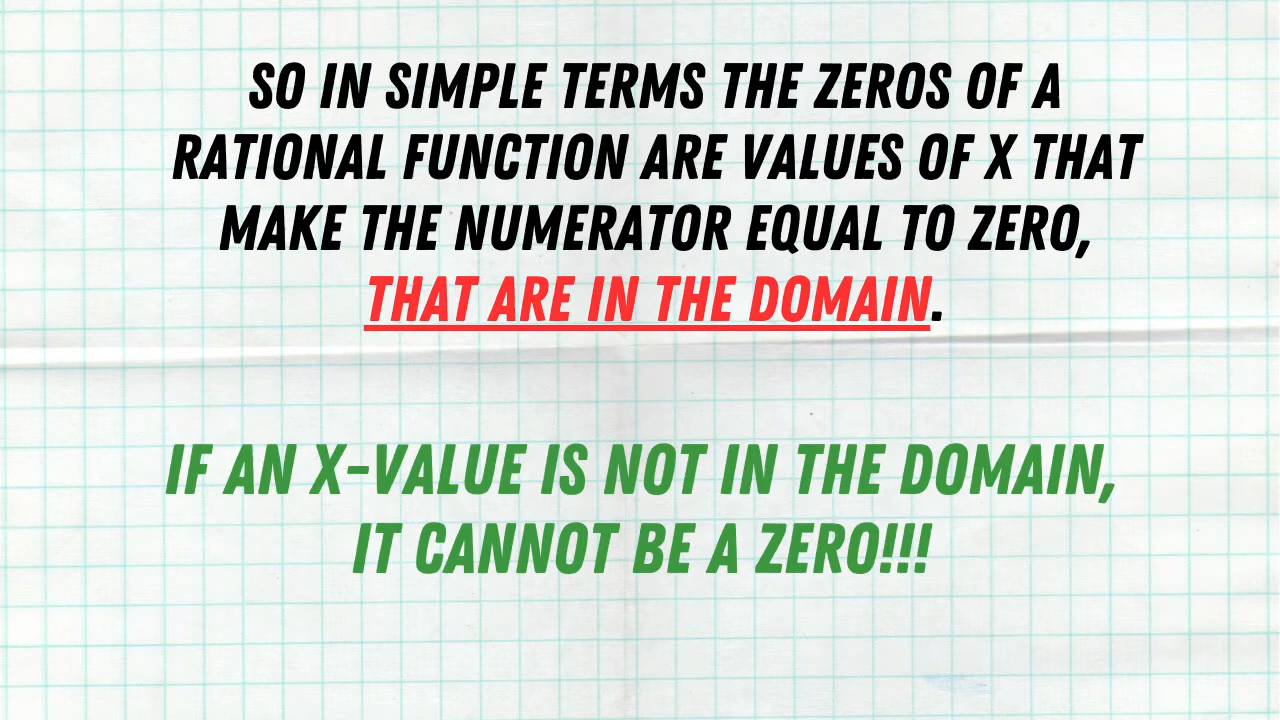 SO IN SIMPLE TERMS THE ZEROS OF A
RATIONAL FUNCTION ARE VALUES OF X THAT
MAKE THE NUMERATOR EQUAL TO ZERO,
THAT ARE IN THE DOMAIN.
IF AN X-VALUE IS NOT IN THE DOMAIN,
IT CANNOT BE A ZERO!!!